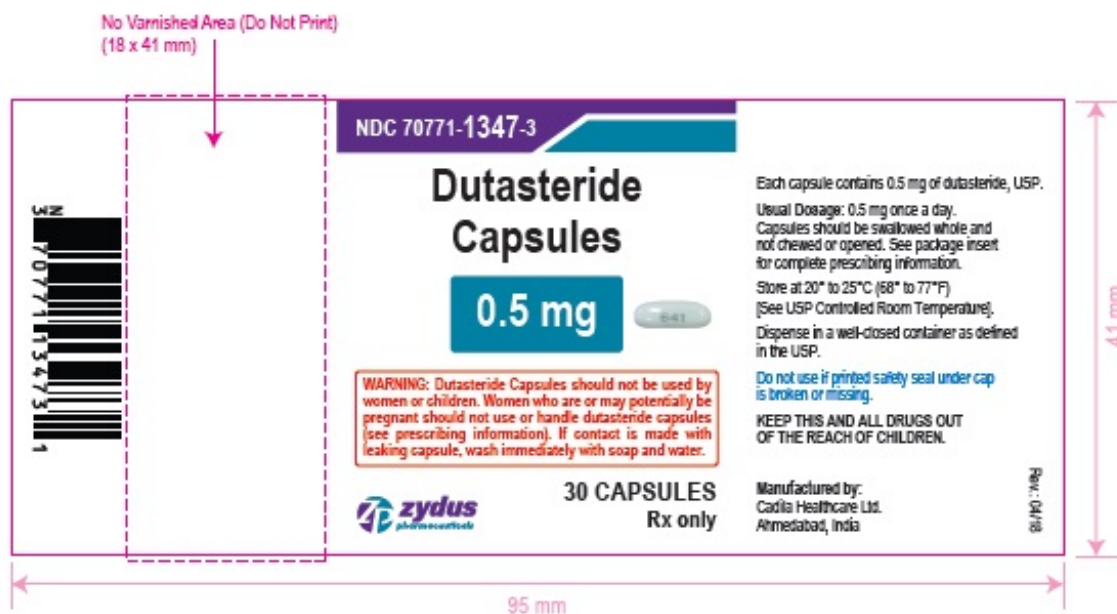 No Varnished Area (Do Not Print)
(18 x 41 mm)
N
3 70771 13473 1
NDC 70771-1347-3
Dutasteride
Capsules
0.5 mg
641
WARNING: Dutasteride Capsules should not be used by
women or children. Women who are or may potentially be
pregnant should not use or handle dutasteride capsules
(see prescribing information). If contact is made with
leaking capsule, wash immediately with soap and water.
zydus
pharmaceuticals
30 CAPSULES
Rx only
Each capsule contains 0.5 mg of dutasteride, USP.
Usual Dosage: 0.5 mg once a day.
Capsules should be swallowed whole and
not chewed or opened. See package insert
for complete prescribing information.
Store at 20° to 25°C (68° to 77°F)
[See USP Controlled Room Temperature].
Dispense in a well-closed container as defined
in the USP.
Do not use if printed safety seal under cap
is broken or missing.
KEEP THIS AND ALL DRUGS OUT
OF THE REACH OF CHILDREN.
Manufactured by:
Cadila Healthcare Ltd.
Ahmedabad, India
Rev.: 04/18
41 mm
95 mm